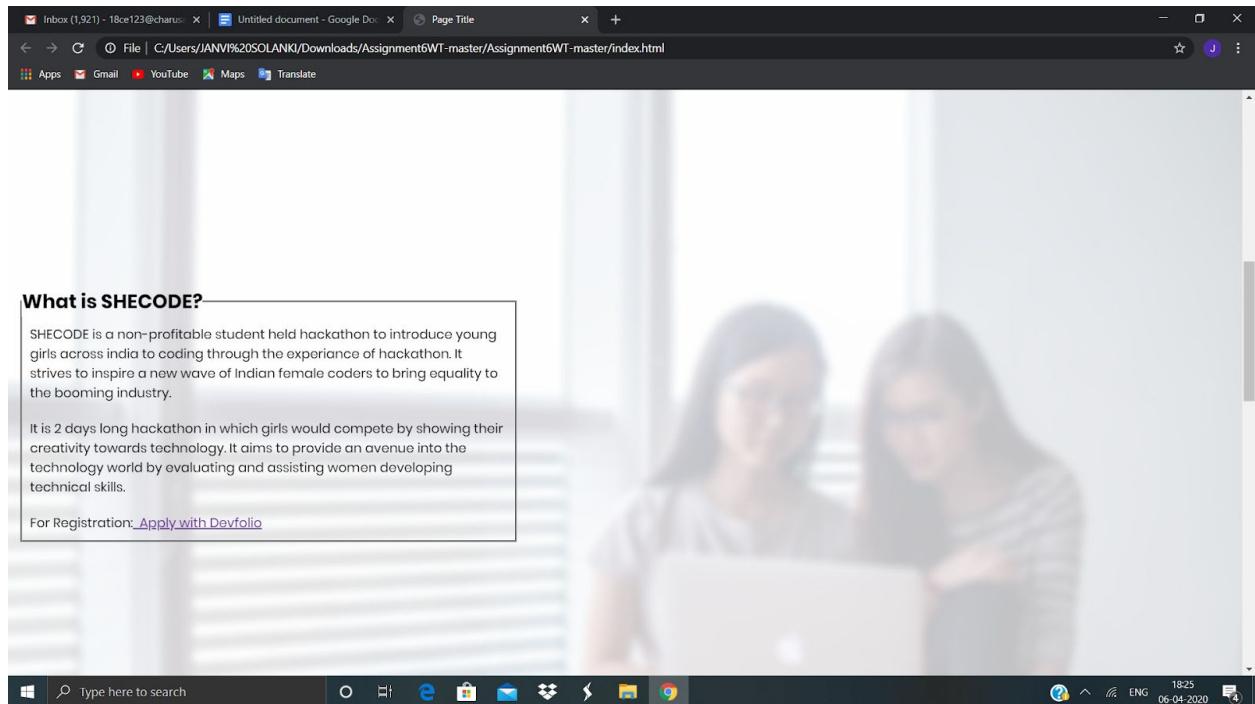 Inbox (1,921) - 18ce123@charus
Untitled document - Google Doc
Page Title
File | C:/Users/JANVI%20SOLANKI/Downloads/Assignment6WT-master/Assignment6WT-master/index.html
J
Apps Gmail YouTube Maps Translate
What is SHECODE?
SHECODE is a non-profitable student held hackathon to introduce young
girls across india to coding through the experiance of hackathon. It
strives to inspire a new wave of Indian female coders to bring equality to
the booming industry.
It is 2 days long hackathon in which girls would compete by showing their
creativity towards technology. It aims to provide an avenue into the
technology world by evaluating and assisting women developing
technical skills.
For Registration: Apply with Devfolio
Type here to search
ENG
18:25
06-04-2020
4